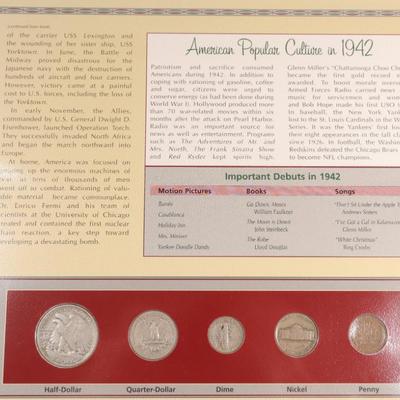 (continued from front)
of the carrier USS Lexington and
the wounding of her sister ship, USS
Yorktown. In June, the Battle of
Midway proved disastrous for the
Japanese navy with the destruction of
hundreds of aircraft and four carriers.
However, victory came at a painful
cost to U.S. forces, including the loss of
the Yorktown.
in early November, the Allies,
commanded by U.S. General Dwight D.
Eisenhower, launched Operation Torch.
They successfully invaded North Africa
and began the march northward into
Europe.
At home, America was focused on
gearing up the enormous machines of
war as tens of thousands of men
went off to combat. Rationing of valu-
able material became commonplace.
Dr. Enrico Fermi and his team of
scientists at the University of Chicago
created and contained the first nuclear
chain reaction, a key step toward
developing a devastating bomb.
American Popular Culture in 1942
Patriotism and sacrifice consumed
Americans during 1942. In addition to
coping with rationing of gasoline, coffee
and sugar, citizens were urged to
conserve energy (as had been done during
World War I). Hollywood produced more
than 70 war-related movies within six
months after the attack on Pearl Harbor.
Radio was an important source for
news as well as entertainment. Programs
such as The Adventures of Mr. and
Mrs. North, The Frank Sinatra Show
and Red Ryder kept spirits high.
Glenn Miller's "Chattanooga Choo Cho
became the first gold record e
awarded. To boost morale over
Armed Forces Radio carried news
music for servicemen and women
and Bob Hope made his first USO t
In baseball, the New York Yank
lost to the St. Louis Cardinals in the W
Series. It was the Yankees' first los
their eight appearances in the fall clas
since 1926. In football, the Washing
Redskins defeated the Chicago Bears 1
to become NFL champions.
Important Debuts in 1942
Motion Pictures Books Songs
Bambi
Casablanca
Holiday Inn
Mrs. Miniver
Yankee Doodle Dandy
Go Down, Moses
William Faulkner
The Moon is Down
John Steinbeck
The Robe
Lloyd Douglas
"Don't Sit Under the Apple T
Andrews Sisters
"I've Got a Gal in Kalamazoo
Glenn Miller
"White Christmas"
Bing Crosby
Half-Dollar Quarter-Dollar Dime Nickel Penny